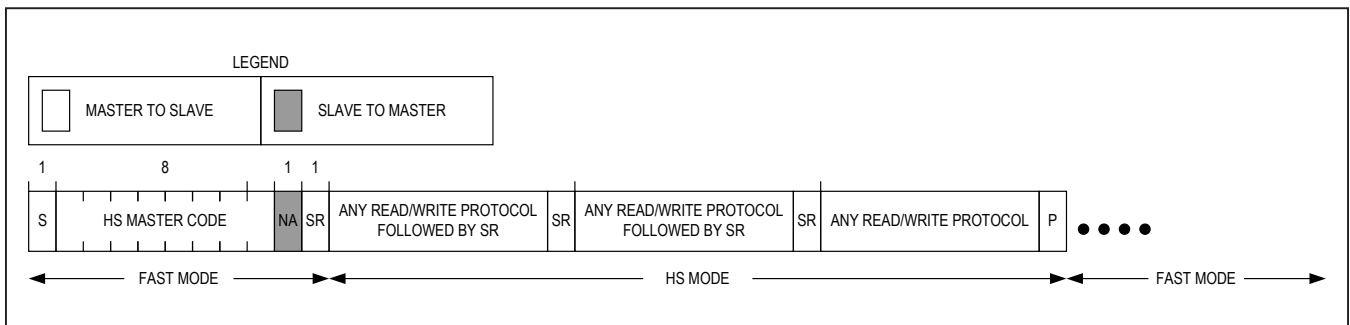 LEGEND
MASTER TO SLAVE SLAVE TO MASTER
1 8 1 1
S HS MASTER CODE NA SR ANY READ/WRITE PROTOCOL FOLLOWED BY SR SR ANY READ/WRITE PROTOCOL FOLLOWED BY SR SR ANY READ/WRITE PROTOCOL P
FAST MODE HS MODE FAST MODE